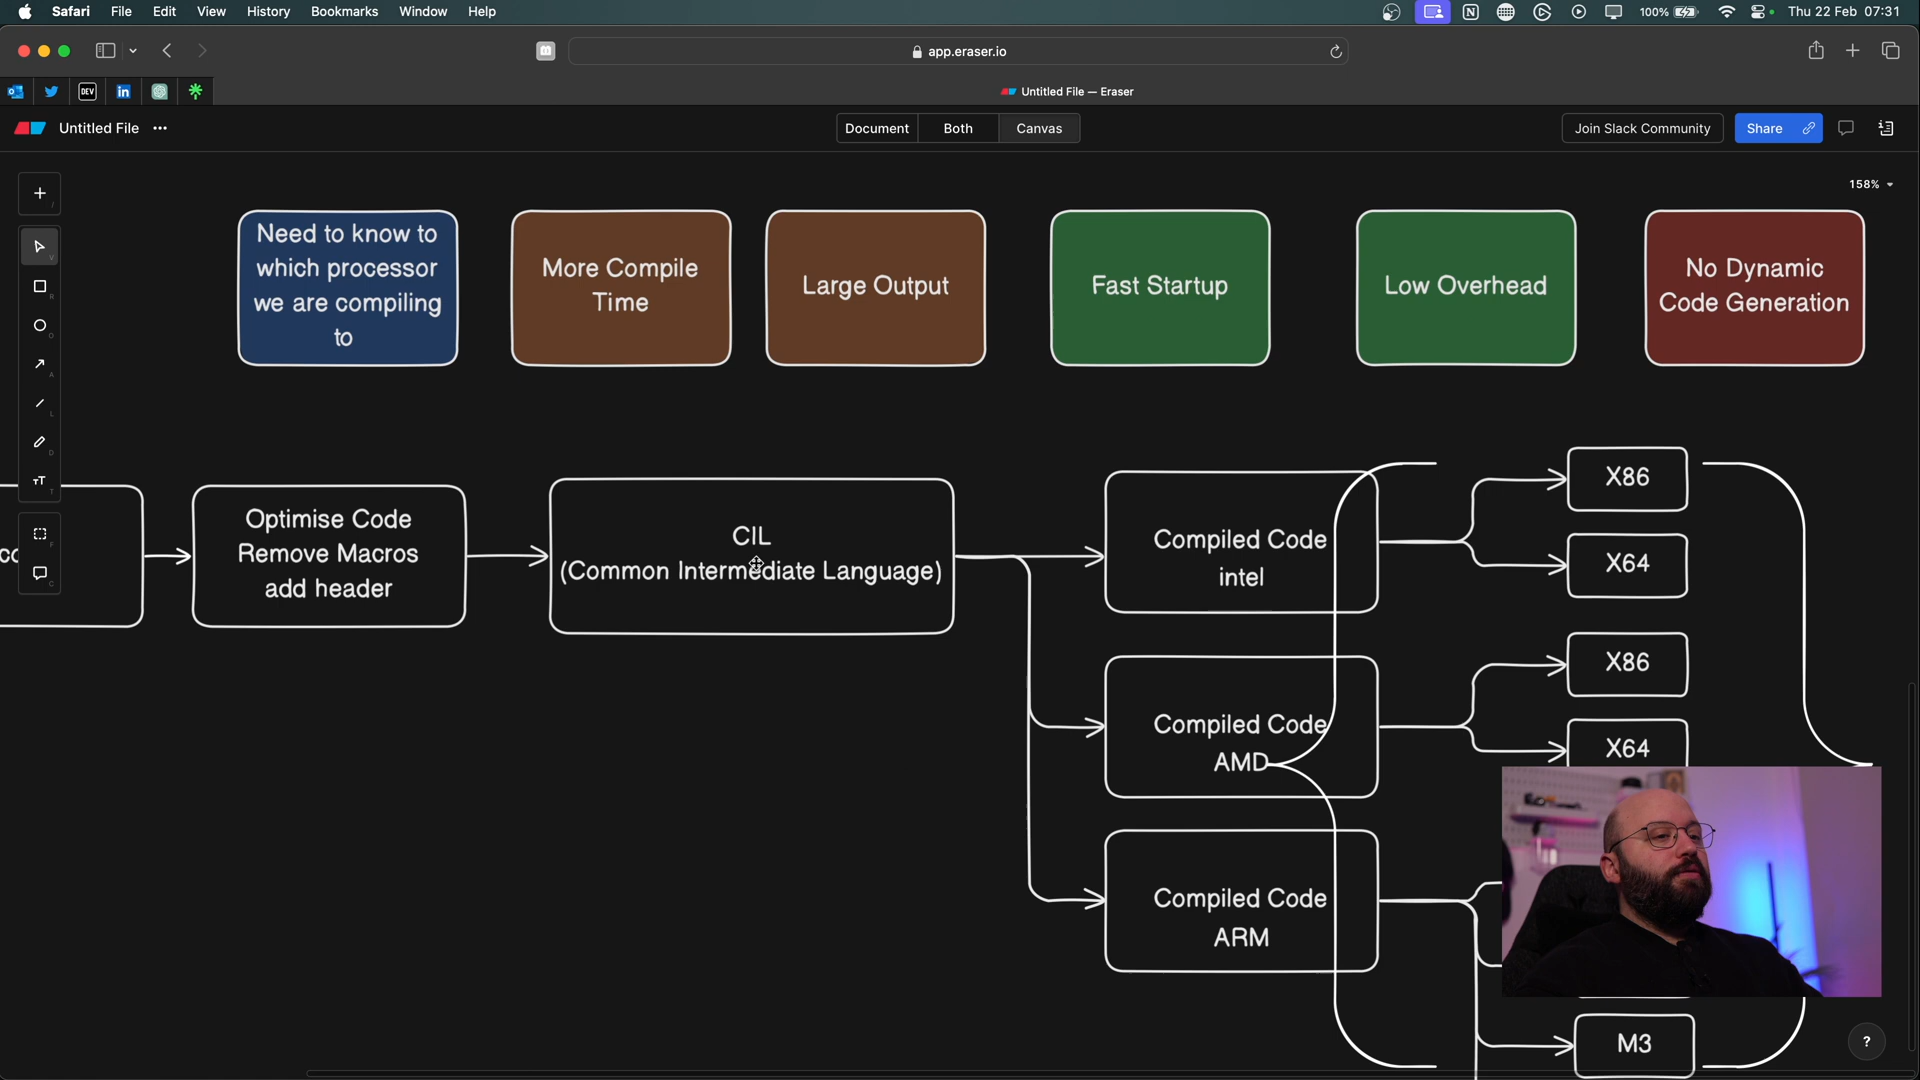 Safari File Edit View History Bookmarks Window Help
100% Thu 22 Feb 07:31
app.eraser.io
DEV
Untitled File — Eraser
Untitled File
Document Both Canvas
Join Slack Community
Share
158%
Need to know to
which processor
we are compiling
to
More Compile
Time
Large Output
Fast Startup
Low Overhead
No Dynamic
Code Generation
Optimise Code
Remove Macros
add header
CIL
(Common Intermediate Language)
Compiled Code
intel
X86
X64
Compiled Code
AMD
X86
X64
Compiled Code
ARM
M3
?